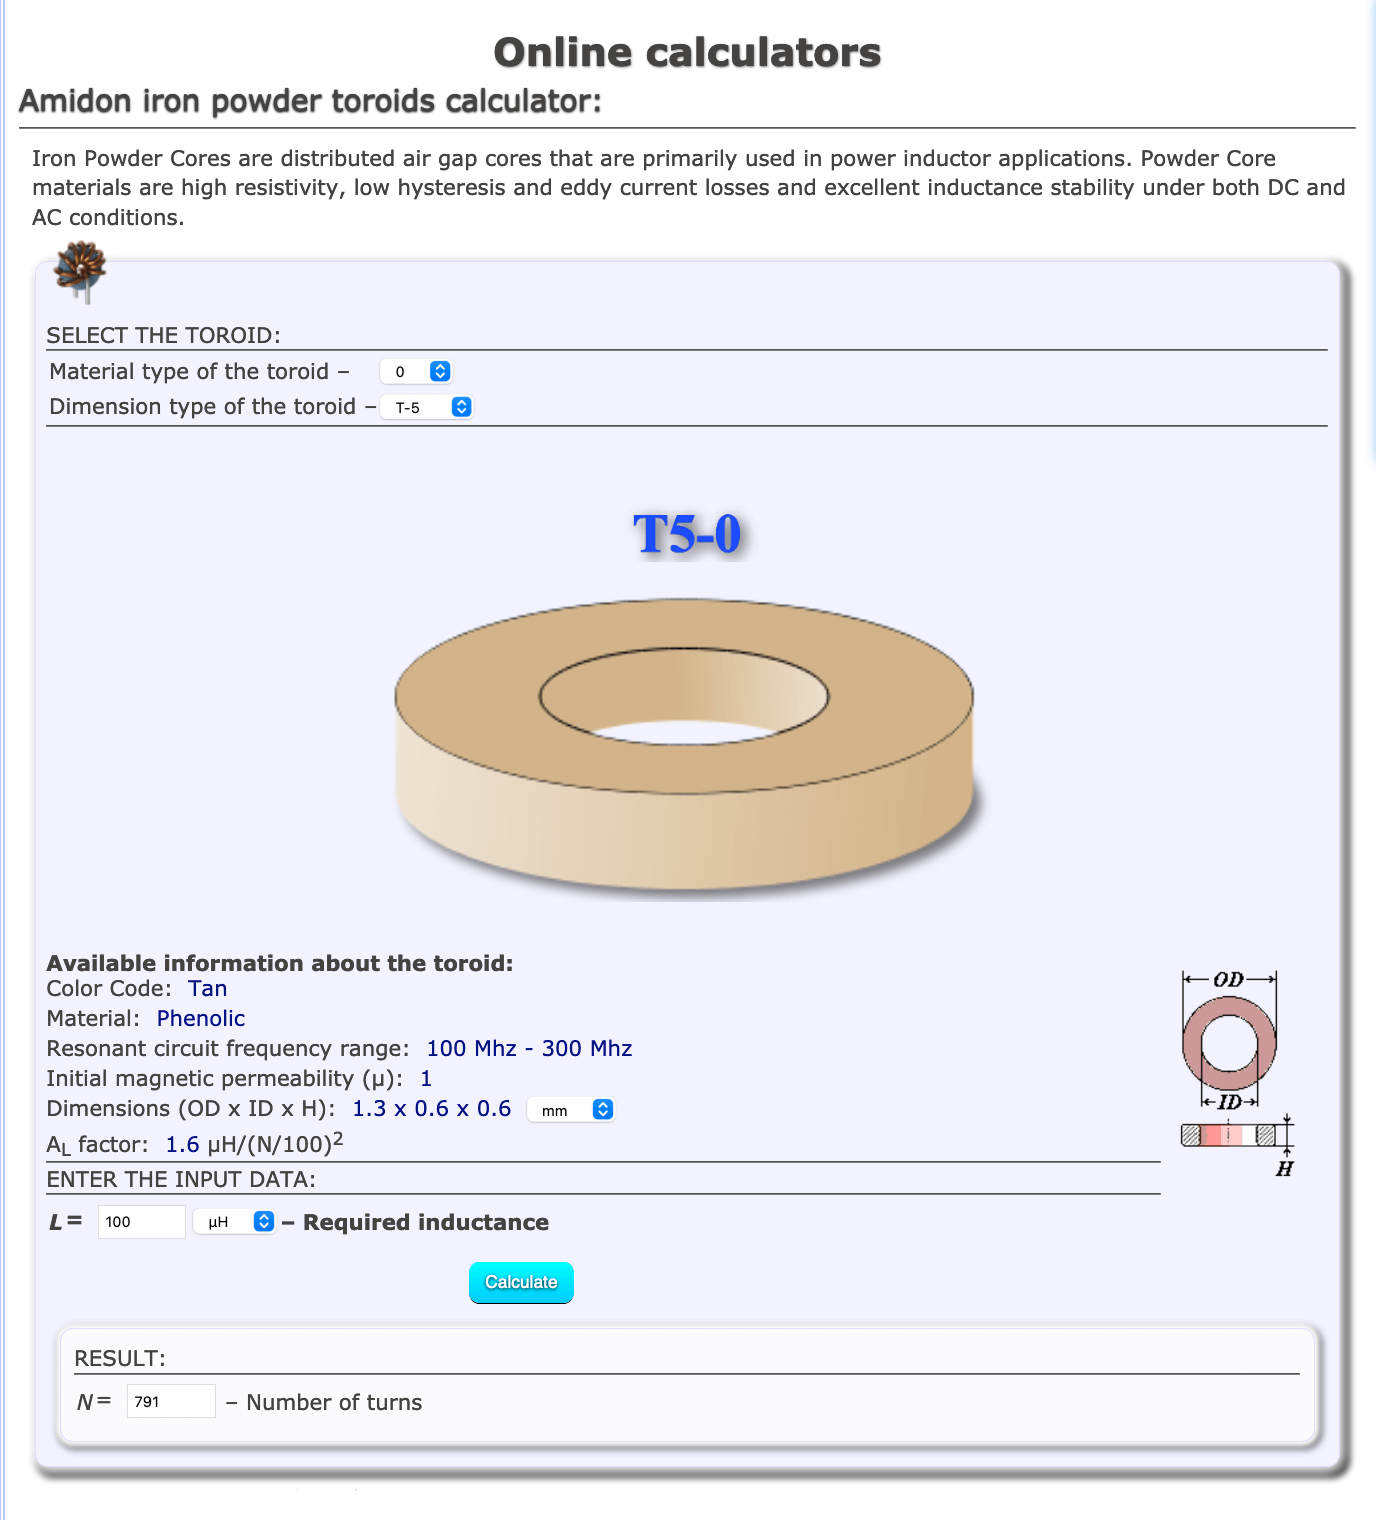 Online calculators
Amidon iron powder toroids calculator:
Iron Powder Cores are distributed air gap cores that are primarily used in power inductor applications. Powder Core
materials are high resistivity, low hysteresis and eddy current losses and excellent inductance stability under both DC and
AC conditions.
SELECT THE TOROID:
Material type of the toroid – 0
Dimension type of the toroid – T-5
T5-0
Available information about the toroid:
Color Code: Tan
Material: Phenolic
Resonant circuit frequency range: 100 Mhz - 300 Mhz
Initial magnetic permeability (μ): 1
Dimensions (OD x ID x H): 1.3 x 0.6 x 0.6 mm
AL factor: 1.6 μH/(N/100)2
OD
ID
H
ENTER THE INPUT DATA:
L= 100 μH – Required inductance
Calculate
RESULT:
N= 791 – Number of turns